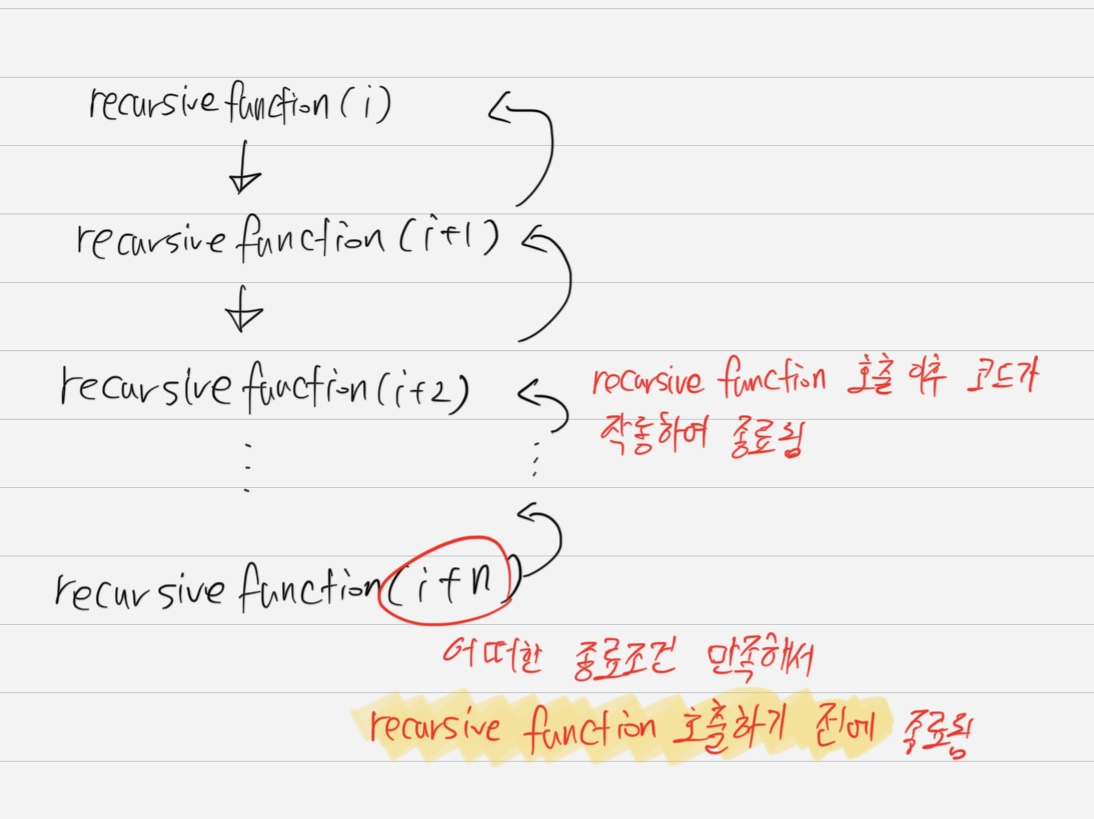 recursive function (i)
recursive function (i+1)
recursive function (i+2)
recursive function 호출 이후 코드가
작동하여 종료됨
recursive function (i+n)
어떠한 종료조건 만족해서
recursive function 호출하기 전에 종료됨